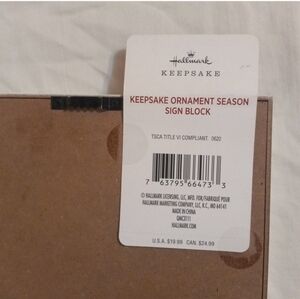 Hallmark
KEEPSAKE
KEEPSAKE ORNAMENT SEASON
SIGN BLOCK
TSCA TITLE VI COMPLIANT. 0620
7 63795 66473 3
© HALLMARK LICENSING, LLC, MFD. FOR/FABRIQUÉ POUR
HALLMARK MARKETING COMPANY, LLC, K.C., MO 64141
MADE IN CHINA
QMC3111
HALLMARK.COM
U.S.A. $19.99 CAN. $24.99